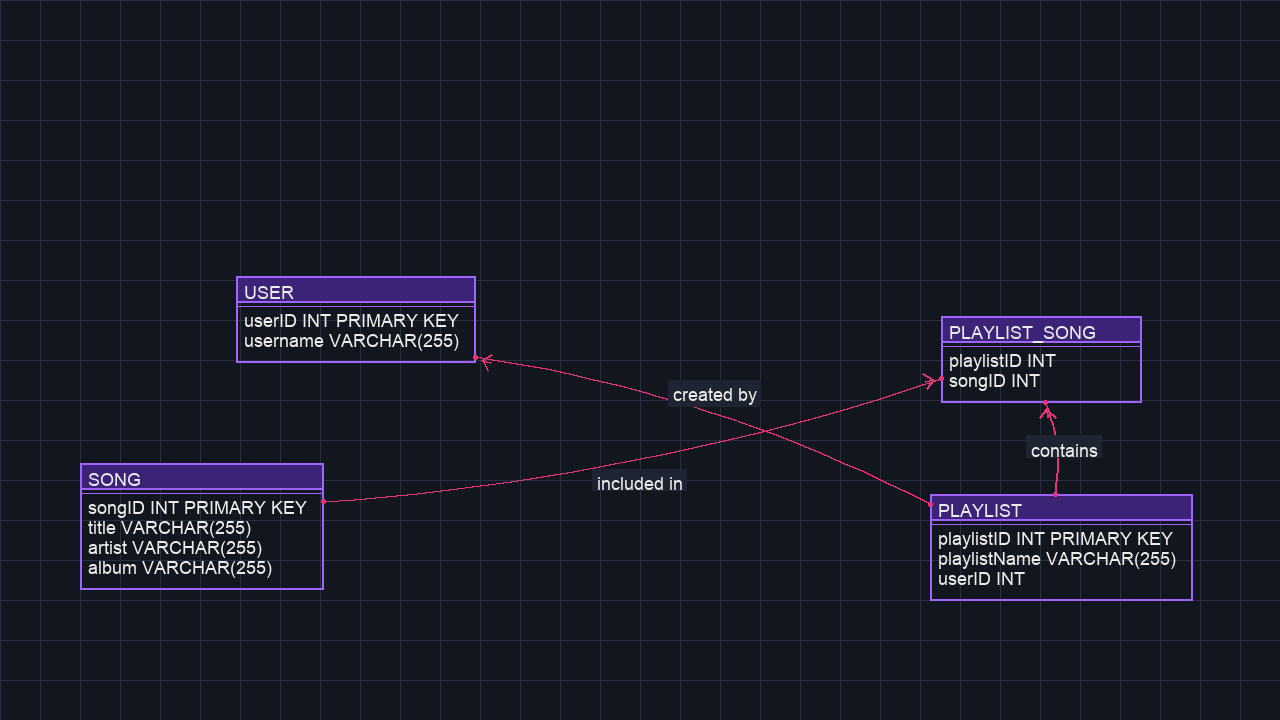 USER
userID INT PRIMARY KEY
username VARCHAR(255)
PLAYLIST_SONG
playlistID INT
songID INT
created by
contains
included in
SONG
songID INT PRIMARY KEY
title VARCHAR(255)
artist VARCHAR(255)
album VARCHAR(255)
PLAYLIST
playlistID INT PRIMARY KEY
playlistName VARCHAR(255)
userID INT